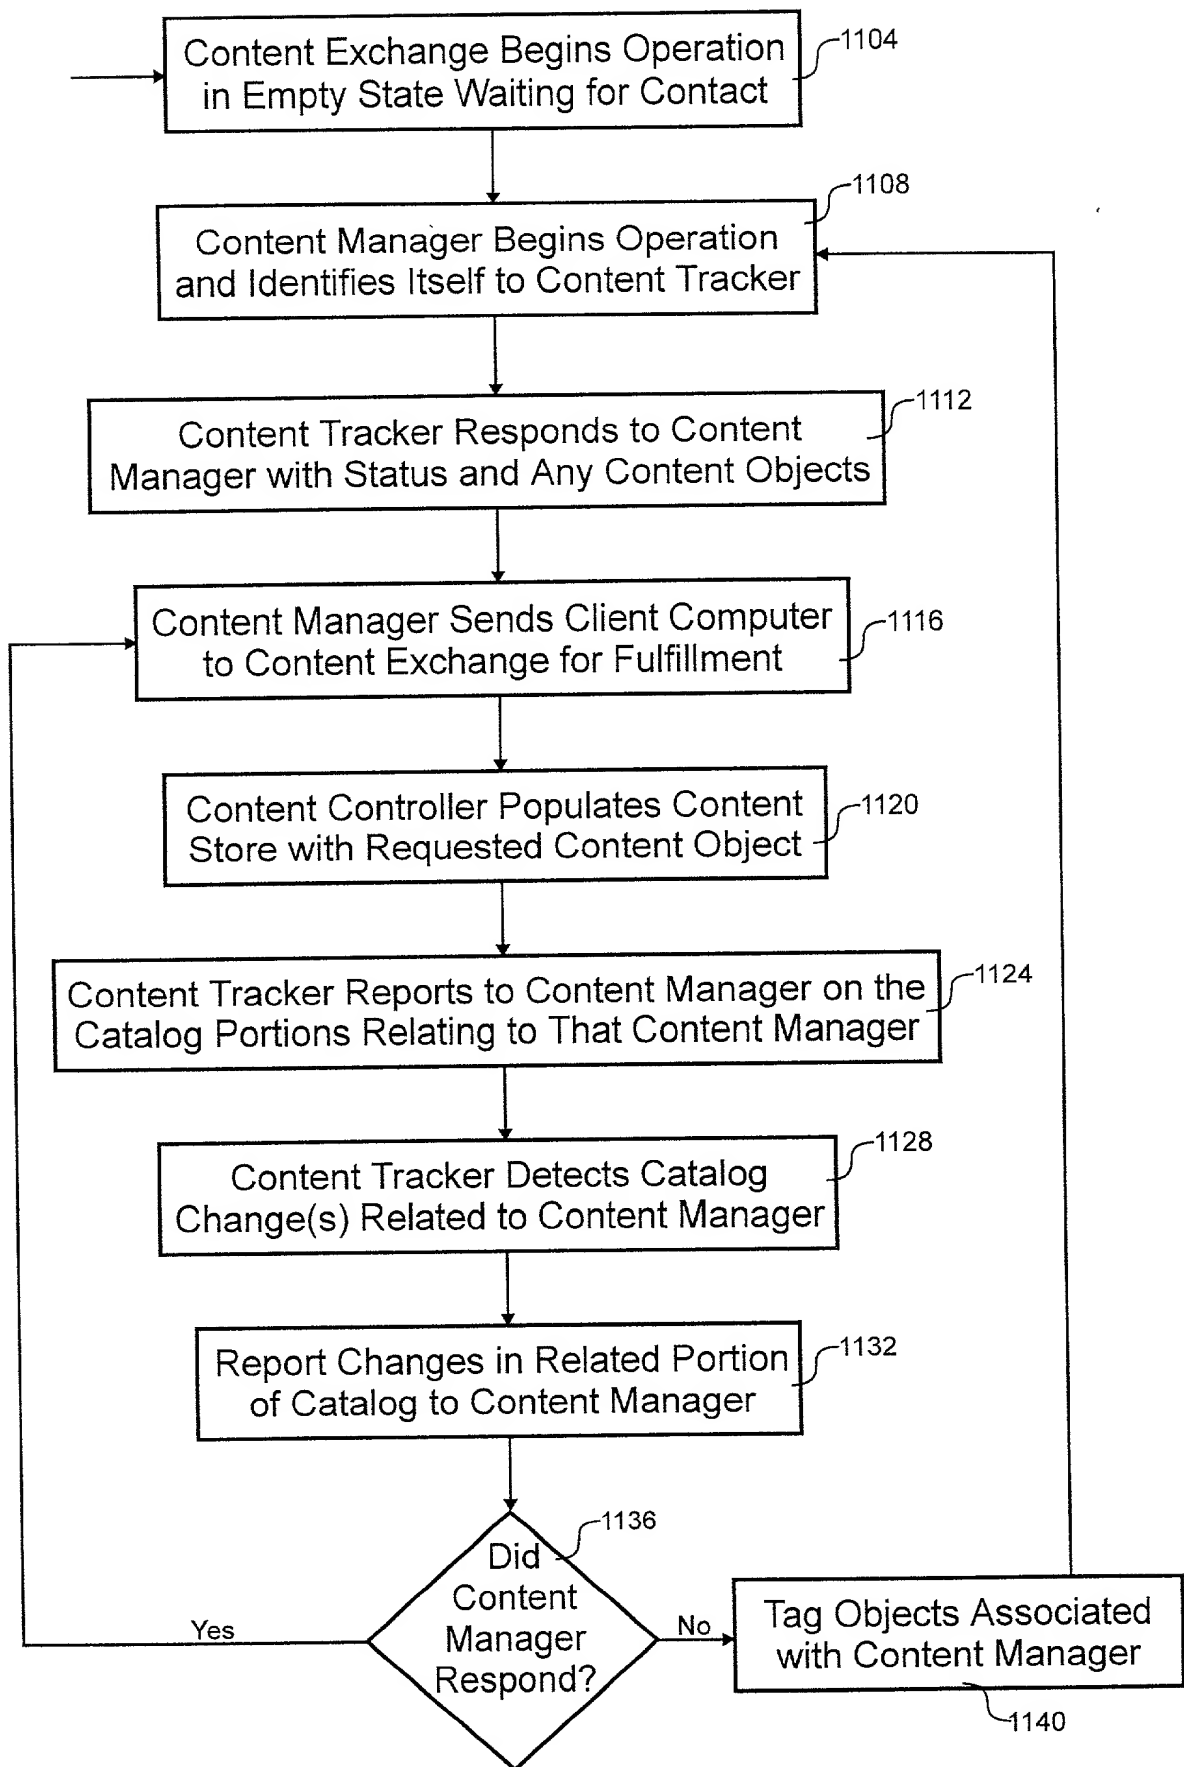 Content Exchange Begins Operation
in Empty State Waiting for Contact
1104
Content Manager Begins Operation
and Identifies Itself to Content Tracker
1108
Content Tracker Responds to Content
Manager with Status and Any Content Objects
1112
Content Manager Sends Client Computer
to Content Exchange for Fulfillment
1116
Content Controller Populates Content
Store with Requested Content Object
1120
Content Tracker Reports to Content Manager on the
Catalog Portions Relating to That Content Manager
1124
Content Tracker Detects Catalog
Change(s) Related to Content Manager
1128
Report Changes in Related Portion
of Catalog to Content Manager
1132
Did
Content
Manager
Respond?
1136
Yes
No
Tag Objects Associated
with Content Manager
1140